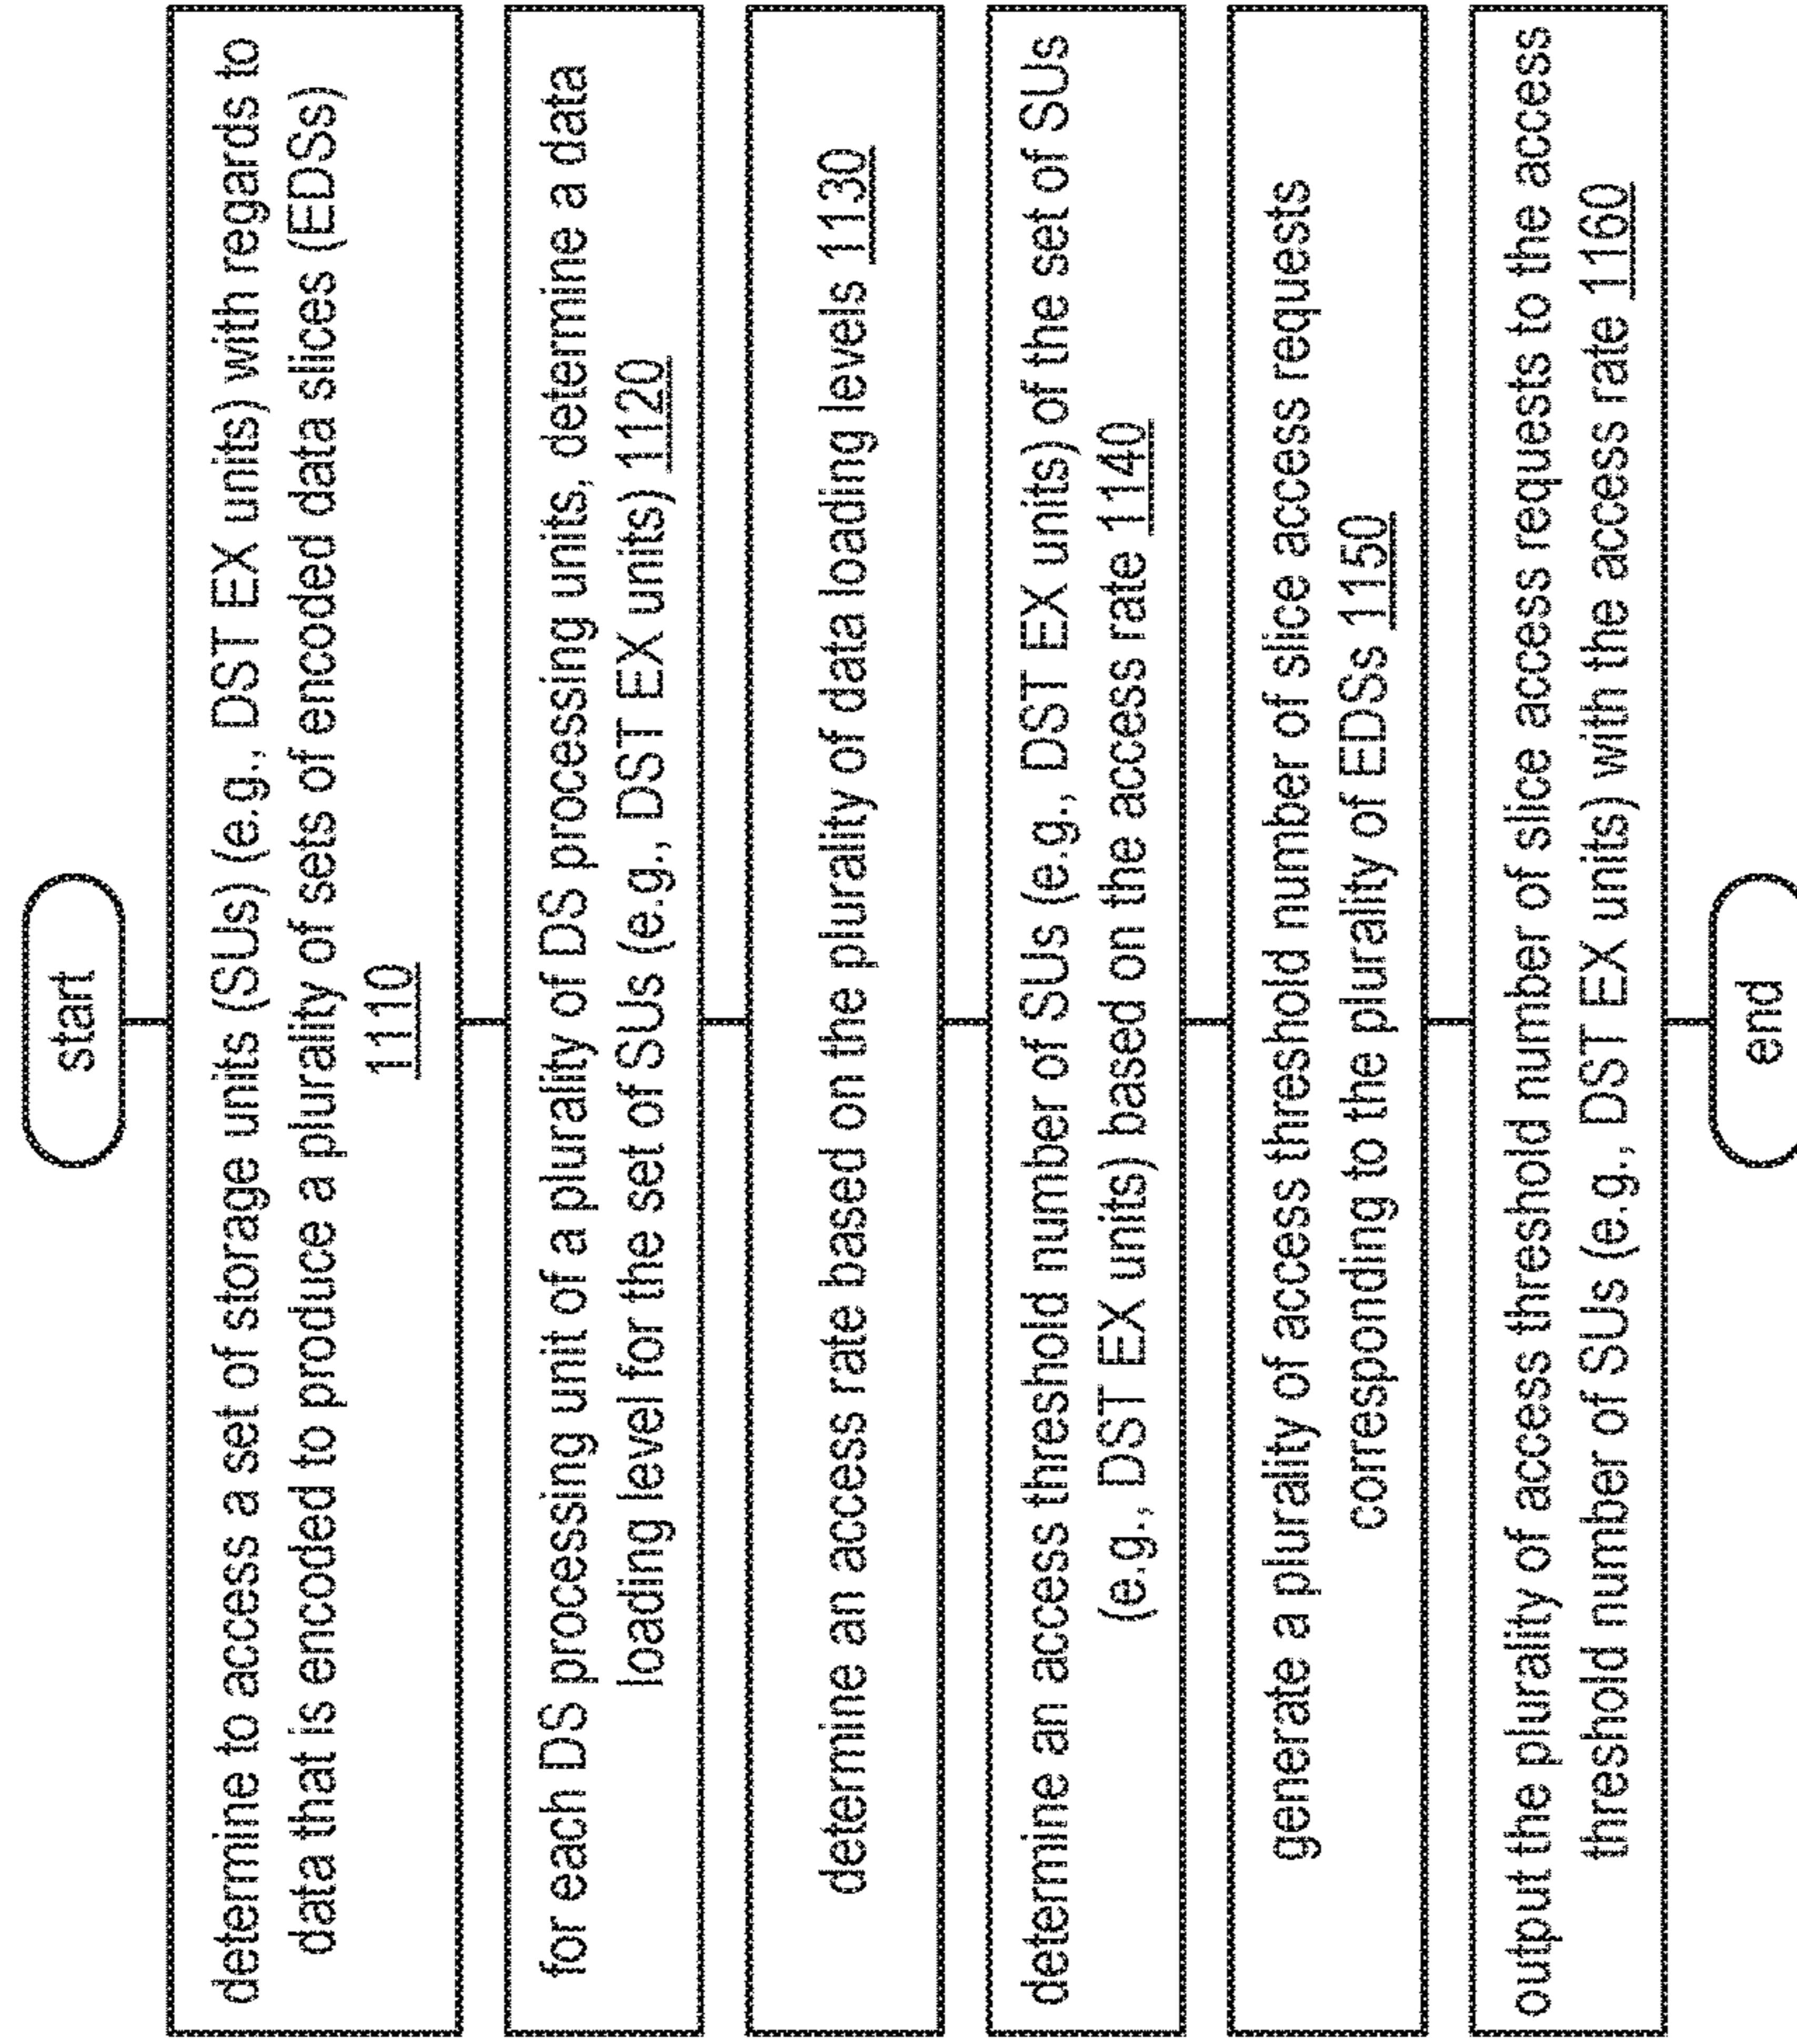 start
determine to access a set of storage units (SUs) (e.g., DST EX units) with regards to
data that is encoded to produce a plurality of sets of encoded data slices (EDSs)
1110
for each DS processing unit of a plurality of DS processing units, determine a data
loading level for the set of SUs (e.g., DST EX units) 1120
determine an access rate based on the plurality of data loading levels 1130
determine an access threshold number of SUs (e.g., DST EX units) of the set of SUs
(e.g., DST EX units) based on the access rate 1140
generate a plurality of access threshold number of slice access requests
corresponding to the plurality of EDSs 1150
output the plurality of access threshold number of slice access requests to the access
threshold number of SUs (e.g., DST EX units) with the access rate 1160
end